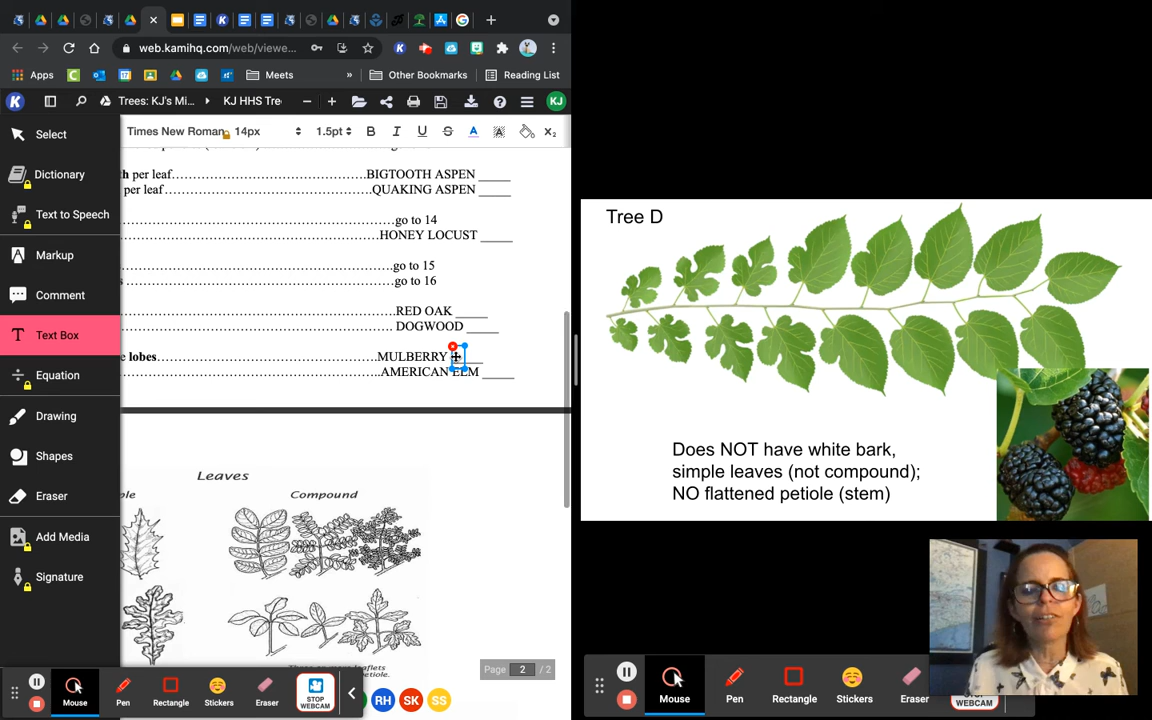 web.kamihq.com/web/viewe...
Apps
Meets
»
Other Bookmarks
Reading List
Trees: KJ's Mi...
KJ HHS Tre
KJ
Select
Dictionary
Text to Speech
Markup
Comment
Text Box
Equation
Drawing
Shapes
Eraser
Add Media
Signature
Times New Roman
14px
1.5pt
B I U S A A X₂
th per leaf.............................................BIGTOOTH ASPEN _____
per leaf.............................................QUAKING ASPEN _____
.............................................go to 14
.............................................HONEY LOCUST _____
.............................................go to 15
s .............................................go to 16
.............................................RED OAK _____
............................................. DOGWOOD _____
e lobes.............................................MULBERRY
.............................................AMERICAN ELM _____
Leaves
ple
Compound
Page 2 / 2
RH
SK
SS
Mouse
Pen
Rectangle
Stickers
Eraser
STOP WEBCAM
Tree D
Does NOT have white bark,
simple leaves (not compound);
NO flattened petiole (stem)
Mouse
Pen
Rectangle
Stickers
Eraser
WEBCAM